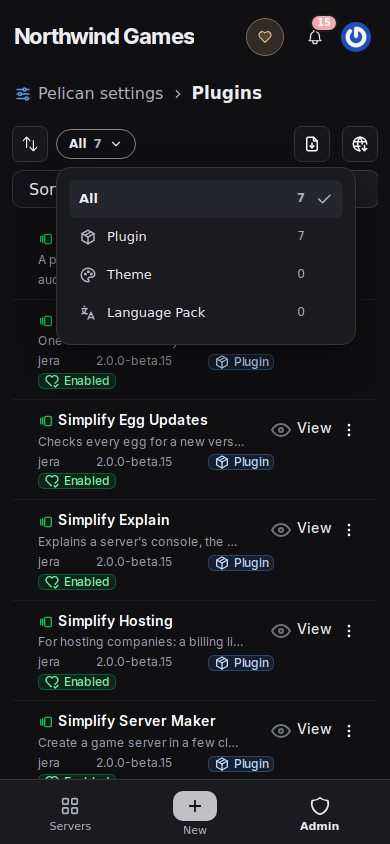 Northwind Games
15
Pelican settings > Plugins
All 7
Sor
All 7
Plugin 7
Theme 0
Language Pack 0
A p
One
jera 2.0.0-beta.15 Plugin
Enabled
Simplify Egg Updates
View
Checks every egg for a new vers...
jera 2.0.0-beta.15 Plugin
Enabled
Simplify Explain
View
Explains a server's console, the ...
jera 2.0.0-beta.15 Plugin
Enabled
Simplify Hosting
View
For hosting companies: a billing li...
jera 2.0.0-beta.15 Plugin
Enabled
Simplify Server Maker
View
Create a game server in a few cl...
jera 2.0.0-beta.15 Plugin
Servers
New
Admin